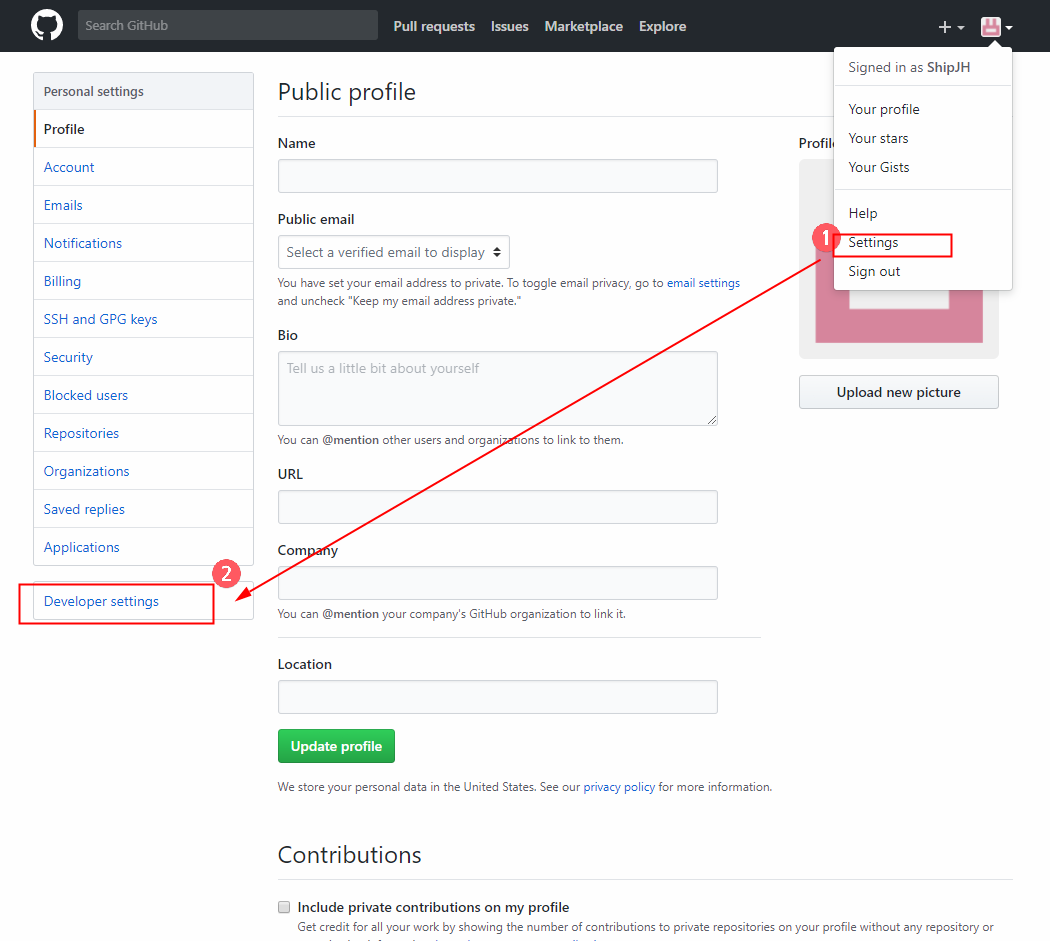 Search GitHub
Pull requests
Issues
Marketplace
Explore
Signed in as ShipJH
Your profile
Your stars
Your Gists
Help
1
Settings
Sign out
Personal settings
Profile
Account
Emails
Notifications
Billing
SSH and GPG keys
Security
Blocked users
Repositories
Organizations
Saved replies
Applications
2
Developer settings
Public profile
Name
Public email
Select a verified email to display
You have set your email address to private. To toggle email privacy, go to email settings
and uncheck "Keep my email address private."
Bio
Tell us a little bit about yourself
You can @mention other users and organizations to link to them.
URL
Company
You can @mention your company's GitHub organization to link it.
Location
Update profile
We store your personal data in the United States. See our privacy policy for more information.
Upload new picture
Contributions
Include private contributions on my profile
Get credit for all your work by showing the number of contributions to private repositories on your profile without any repository or